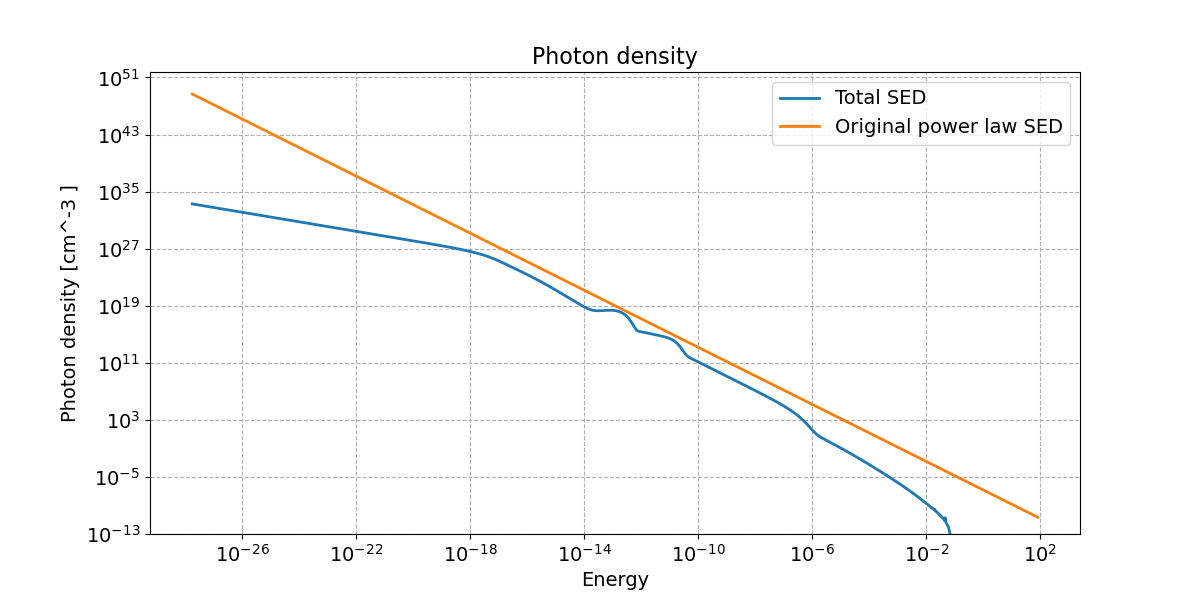 Photon density
10^51
10^43
10^35
10^27
10^19
10^11
10^3
10^−5
10^−13
Photon density [cm^-3 ]
Total SED
Original power law SED
10^−26 10^−22 10^−18 10^−14 10^−10 10^−6 10^−2 10^2
Energy